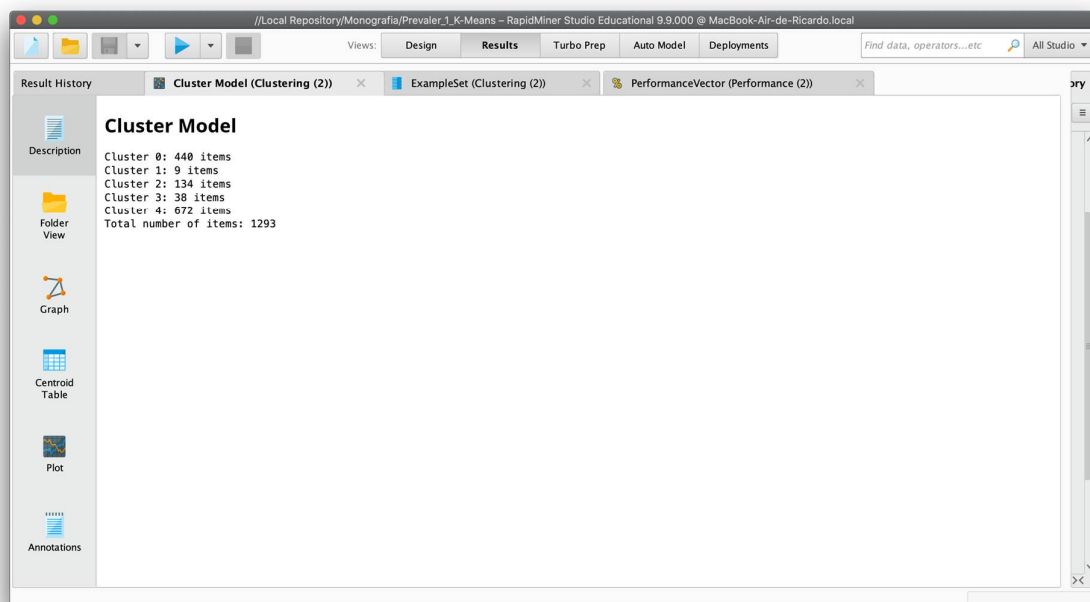 //Local Repository/Monografia/Prevaler_1_K-Means – RapidMiner Studio Educational 9.9.000 @ MacBook-Air-de-Ricardo.local
Views: Design Results Turbo Prep Auto Model Deployments Find data, operators...etc All Studio
Result History Cluster Model (Clustering (2)) ExampleSet (Clustering (2)) PerformanceVector (Performance (2)) ory
Description
Folder View
Graph
Centroid Table
Plot
Annotations
Cluster Model
Cluster 0: 440 items
Cluster 1: 9 items
Cluster 2: 134 items
Cluster 3: 38 items
Cluster 4: 672 items
Total number of items: 1293